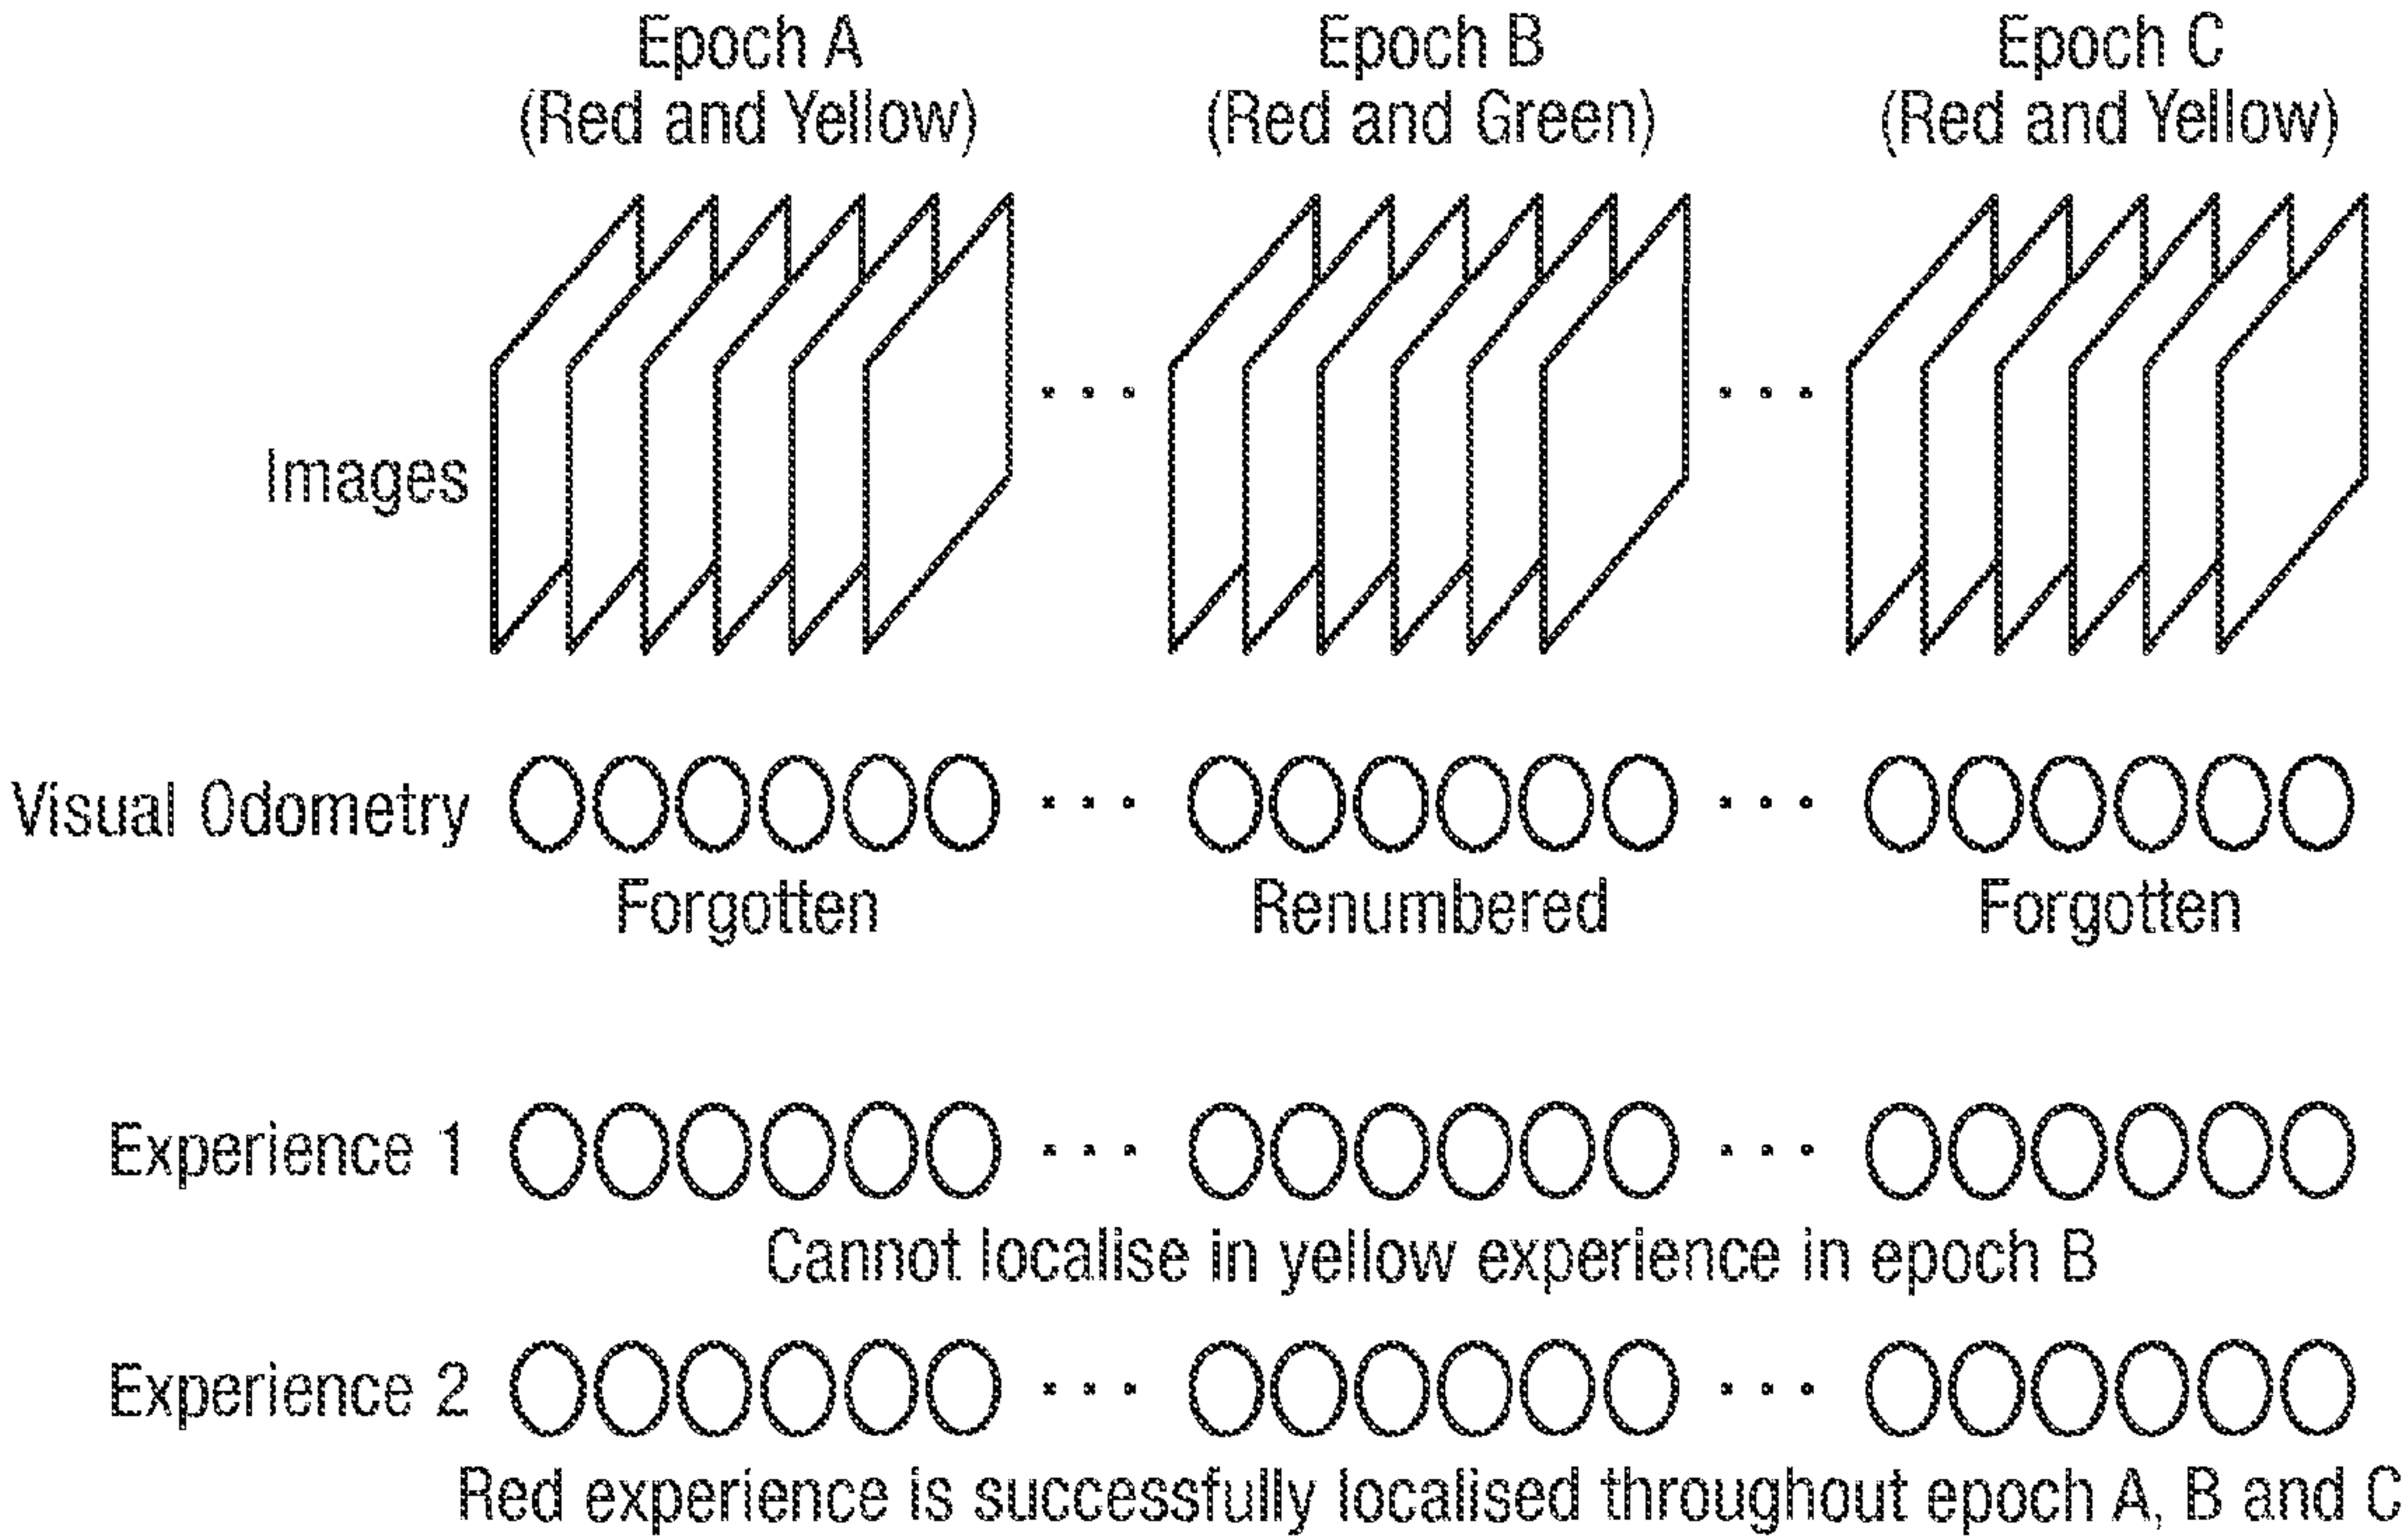 Epoch A
(Red and Yellow)
Epoch B
(Red and Green)
Epoch C
(Red and Yellow)
Images
Visual Odometry
Forgotten
Renumbered
Forgotten
Experience 1
Cannot localise in yellow experience in epoch B
Experience 2
Red experience is successfully localised throughout epoch A, B and C